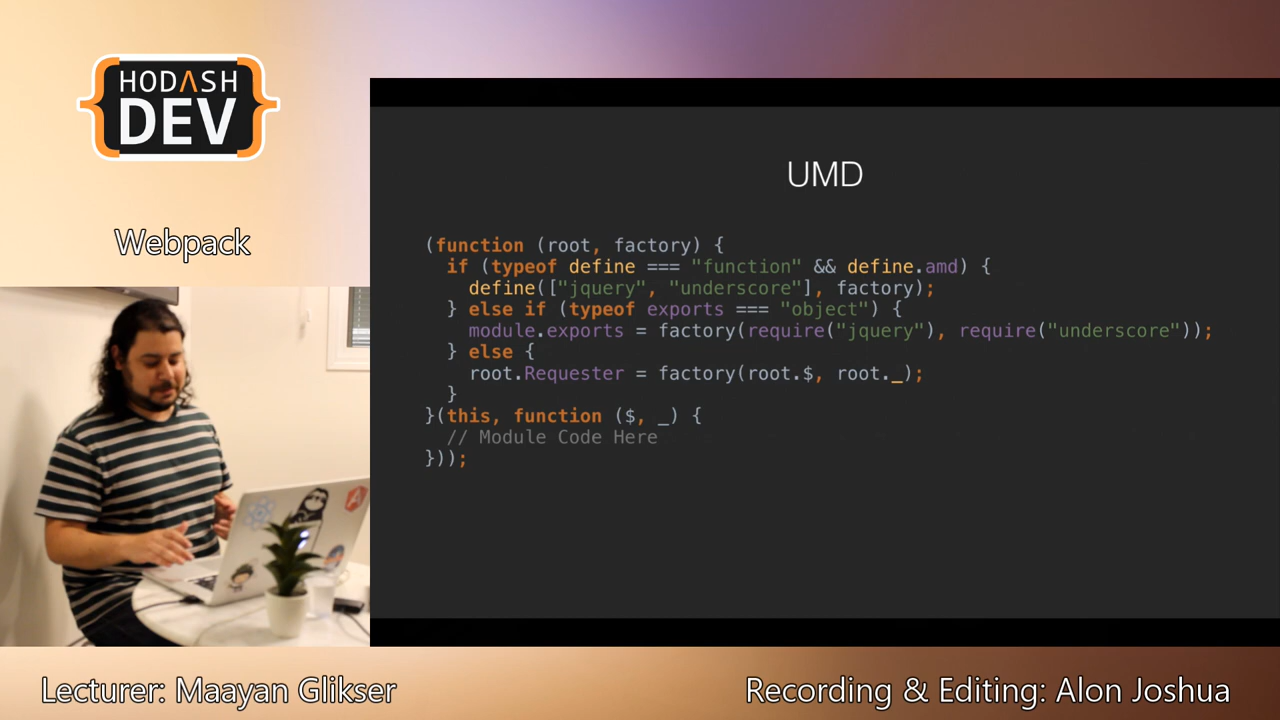 HODASH
DEV
Webpack
UMD
(function (root, factory) {
  if (typeof define === "function" && define.amd) {
    define(["jquery", "underscore"], factory);
  } else if (typeof exports === "object") {
    module.exports = factory(require("jquery"), require("underscore"));
  } else {
    root.Requester = factory(root.$, root._);
  }
}(this, function ($, _) {
  // Module Code Here
}));
Lecturer: Maayan Glikser
Recording & Editing: Alon Joshua